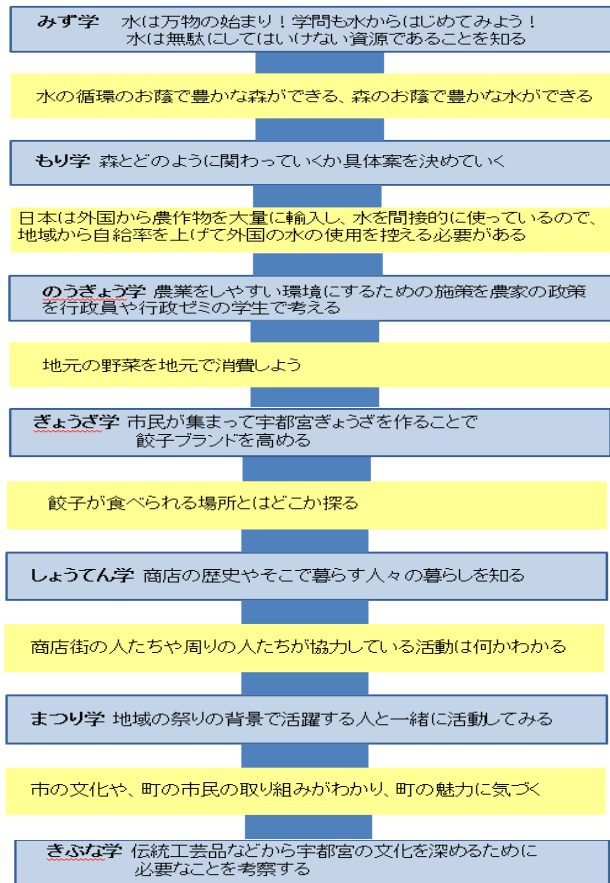 みず学 水は万物の始まり！学問も水からはじめてみよう！
水は無駄にしてはいけない資源であることを知る
水の循環のお蔭で豊かな森ができる、森のお蔭で豊かな水ができる
もり学 森とどのように関わっていくか具体案を決めていく
日本は外国から農作物を大量に輸入し、水を間接的に使っているので、
地域から自給率を上げて外国の水の使用を控える必要がある
のうぎょう学 農業をしやすい環境にするための施策を農家の政策
を行政員や行政ゼミの学生で考える
地元の野菜を地元で消費しよう
ぎょうざ学 市民が集まって宇都宮ぎょうざを作ることで
餃子ブランドを高める
餃子が食べられる場所とはどこか探る
しょうてん学 商店の歴史やそこで暮らす人々の暮らしを知る
商店街の人たちや周りの人たちが協力している活動は何かわかる
まつり学 地域の祭りの背景で活躍する人と一緒に活動してみる
市の文化や、町の市民の取り組みがわかり、町の魅力に気づく
きぶな学 伝統工芸品などから宇都宮の文化を深めるために
必要なことを考察する